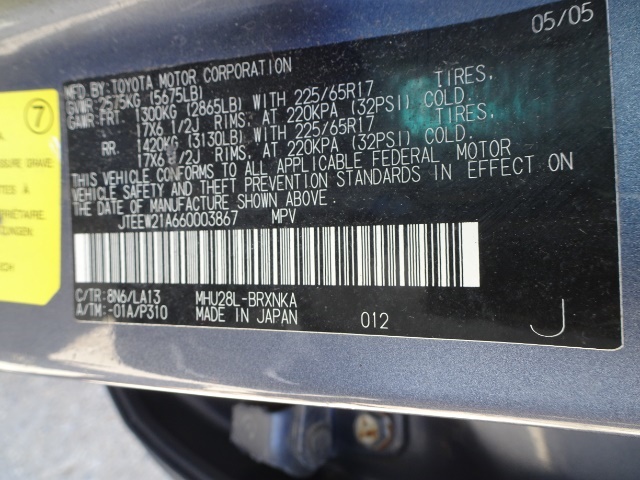 05/05
MFD. BY: TOYOTA MOTOR CORPORATION
GVWR: 2575KG (5675LB)
GAWR: FRT. 1300KG (2865LB) WITH 225/65R17 TIRES,
17X6 1/2J RIMS, AT 220KPA (32PSI) COLD.
RR. 1420KG (3130LB) WITH 225/65R17 TIRES,
17X6 1/2J RIMS, AT 220KPA (32PSI) COLD.
THIS VEHICLE CONFORMS TO ALL APPLICABLE FEDERAL MOTOR
VEHICLE SAFETY AND THEFT PREVENTION STANDARDS IN EFFECT ON
THE DATE OF MANUFACTURE SHOWN ABOVE.
JTEEW21A660003867 MPV
C/TR: 8N6/LA13 MHU28L-BRXNKA
A/TM: -01A/P310 MADE IN JAPAN 012 J
7
GRAVE